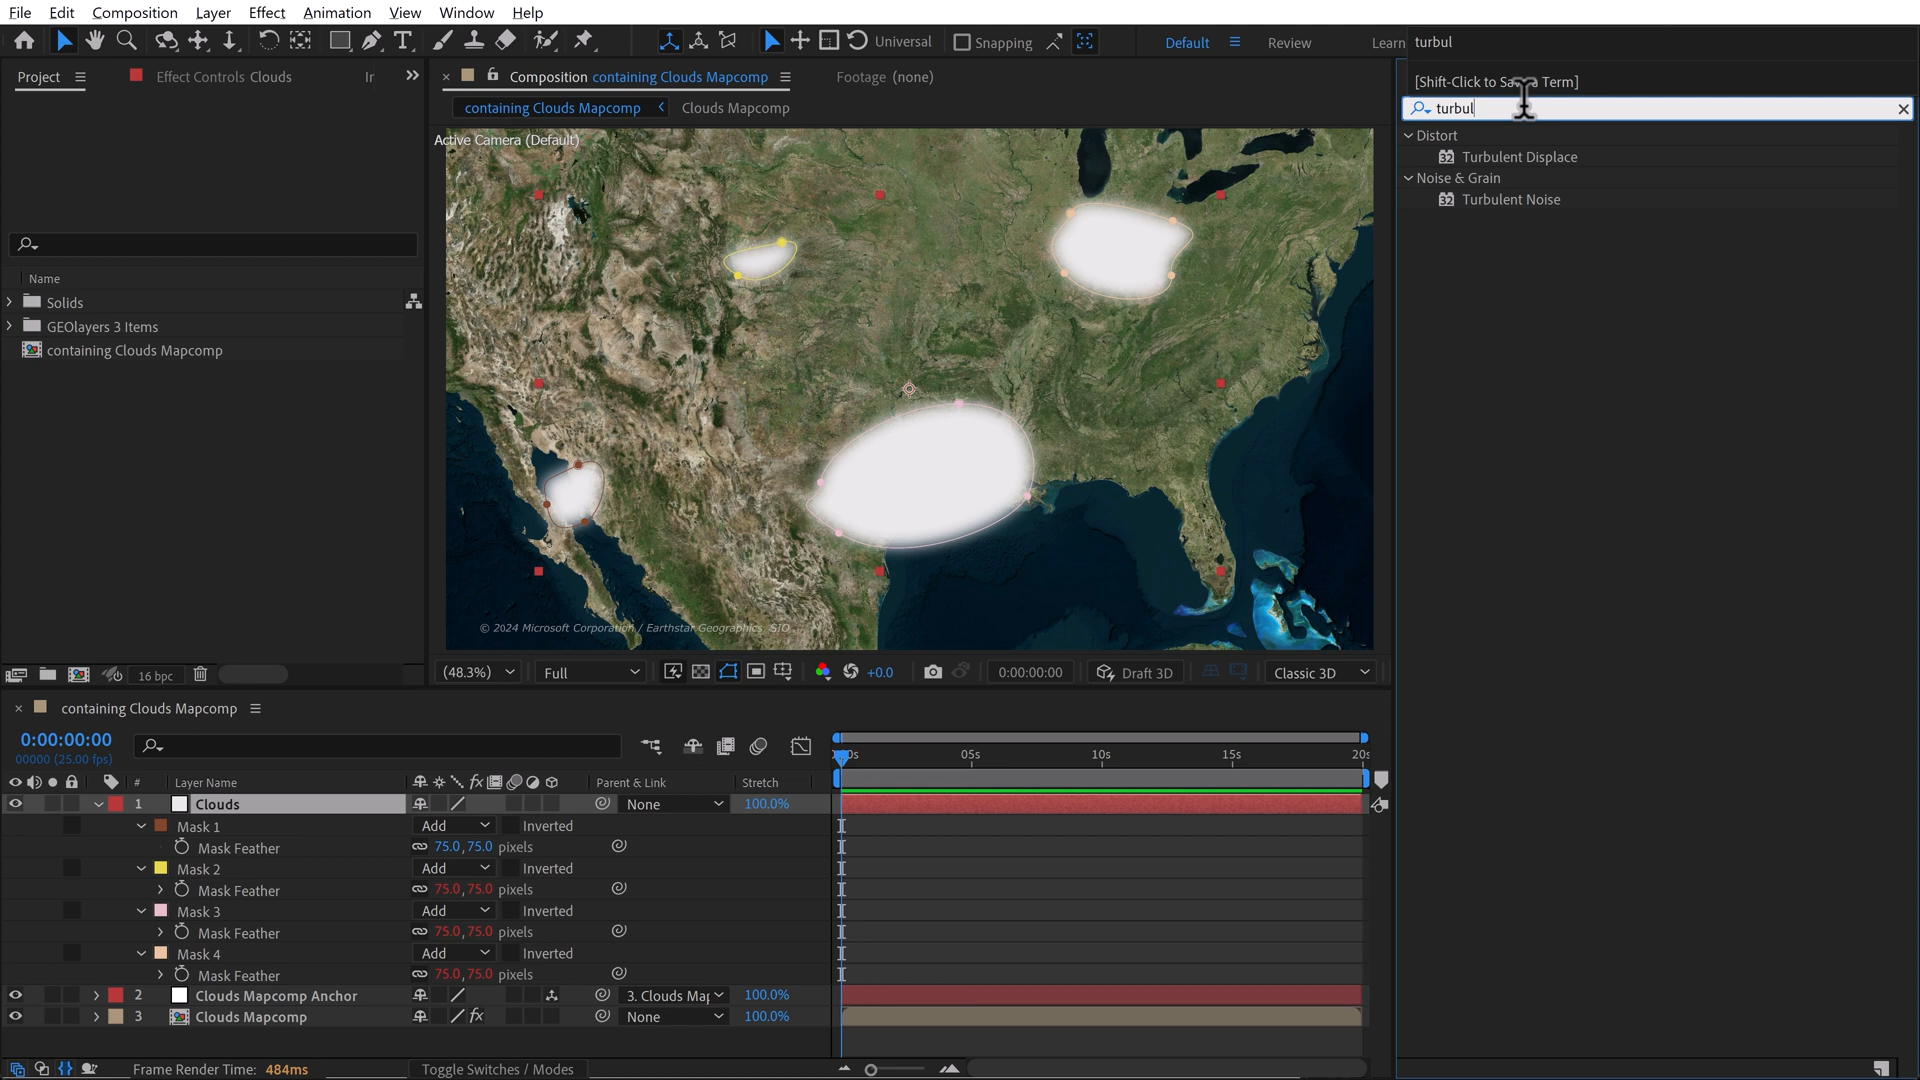 File Edit Composition Layer Effect Animation View Window Help
Universal Snapping Default Review Learn turbul
Project Effect Controls Clouds Ir
Composition containing Clouds Mapcomp Footage (none)
containing Clouds Mapcomp Clouds Mapcomp
Active Camera (Default)
[Shift-Click to Save Term]
turbul
Distort
32 Turbulent Displace
Noise & Grain
32 Turbulent Noise
Name
Solids
GEOlayers 3 Items
containing Clouds Mapcomp
© 2024 Microsoft Corporation / Earthstar Geographics SIO
16 bpc
(48.3%) Full +0.0 0:00:00:00 Draft 3D Classic 3D
containing Clouds Mapcomp
0:00:00:00
00000 (25.00 fps)
05s 10s 15s 20s
# Layer Name fx Parent & Link Stretch
1 Clouds None 100.0%
Mask 1 Add Inverted
Mask Feather 75.0,75.0 pixels
Mask 2 Add Inverted
Mask Feather 75.0,75.0 pixels
Mask 3 Add Inverted
Mask Feather 75.0,75.0 pixels
Mask 4 Add Inverted
Mask Feather 75.0,75.0 pixels
2 Clouds Mapcomp Anchor 3. Clouds Map 100.0%
3 Clouds Mapcomp fx None 100.0%
Frame Render Time: 484ms Toggle Switches / Modes